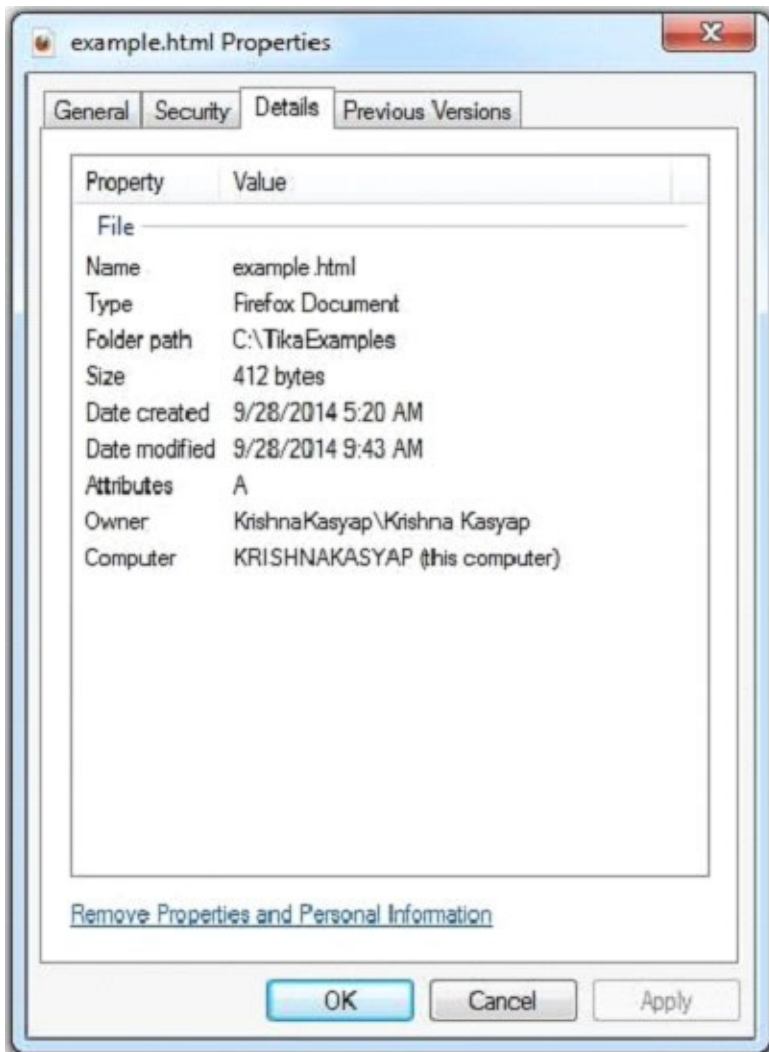 example.html Properties
General Security Details Previous Versions
Property Value
File
Name example.html
Type Firefox Document
Folder path C:\TikaExamples
Size 412 bytes
Date created 9/28/2014 5:20 AM
Date modified 9/28/2014 9:43 AM
Attributes A
Owner KrishnaKasyap\Krishna Kasyap
Computer KRISHNAKASYAP (this computer)
Remove Properties and Personal Information
OK Cancel Apply